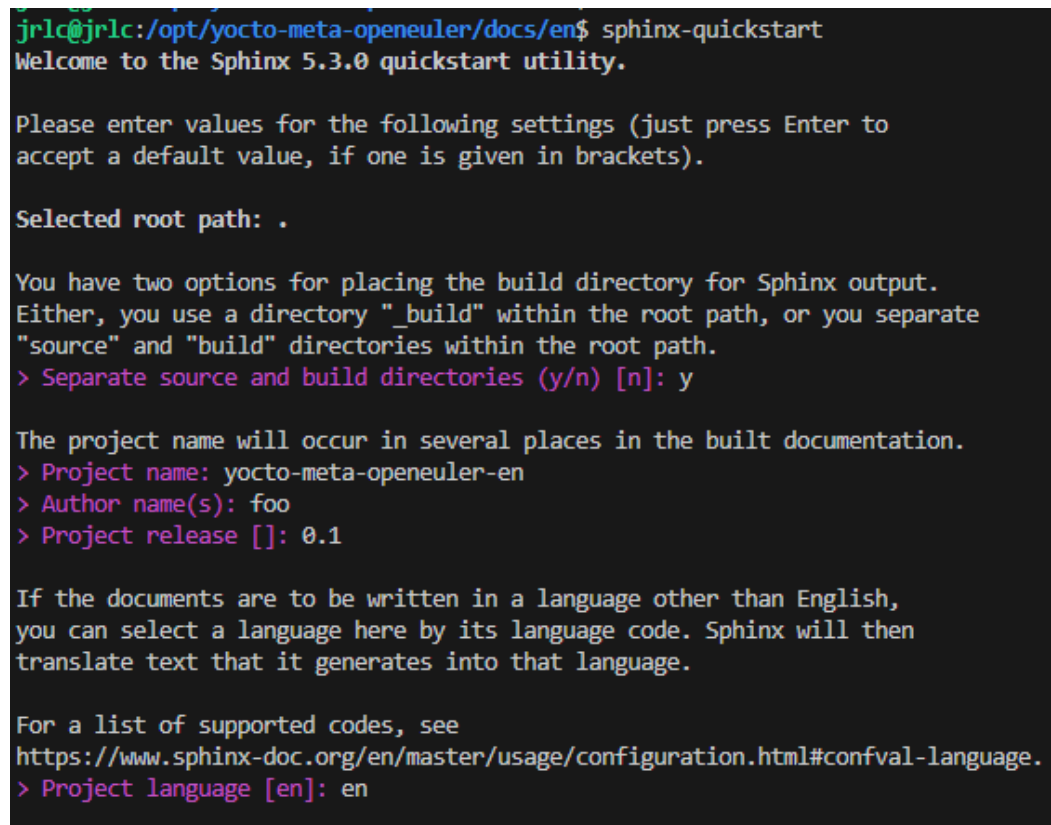 jrlc@jrlc:/opt/yocto-meta-openeuler/docs/en$ sphinx-quickstart
Welcome to the Sphinx 5.3.0 quickstart utility.
Please enter values for the following settings (just press Enter to
accept a default value, if one is given in brackets).
Selected root path: .
You have two options for placing the build directory for Sphinx output.
Either, you use a directory "_build" within the root path, or you separate
"source" and "build" directories within the root path.
> Separate source and build directories (y/n) [n]: y
The project name will occur in several places in the built documentation.
> Project name: yocto-meta-openeuler-en
> Author name(s): foo
> Project release []: 0.1
If the documents are to be written in a language other than English,
you can select a language here by its language code. Sphinx will then
translate text that it generates into that language.
For a list of supported codes, see
https://www.sphinx-doc.org/en/master/usage/configuration.html#confval-language.
> Project language [en]: en